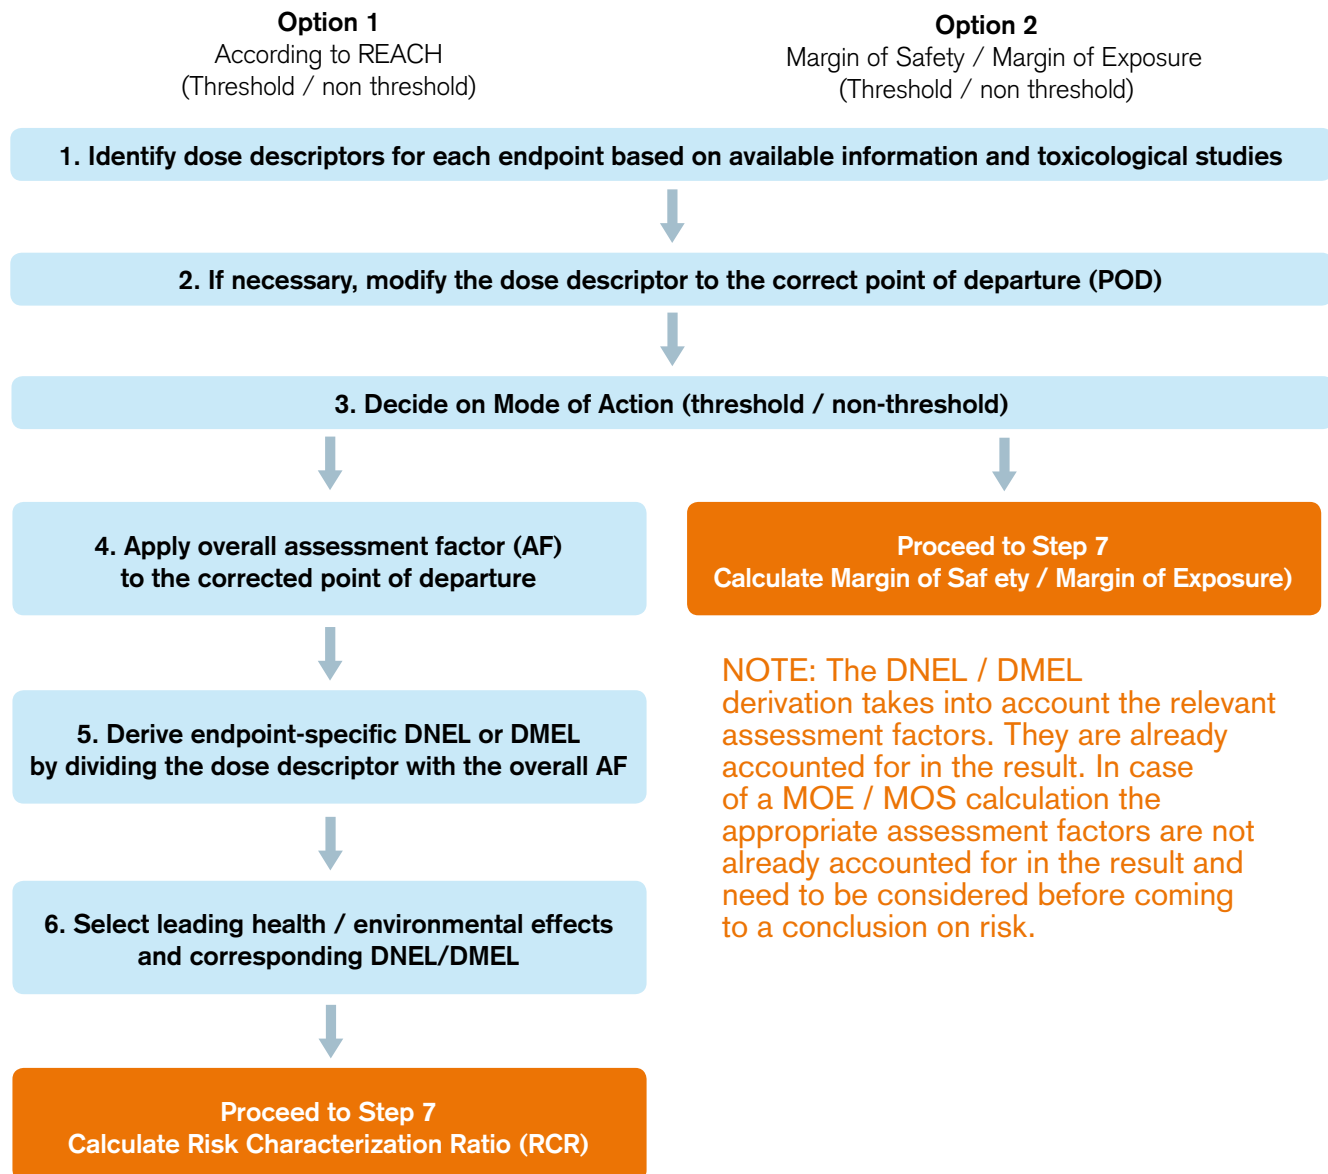 Option 1
According to REACH
(Threshold / non threshold)
Option 2
Margin of Safety / Margin of Exposure
(Threshold / non threshold)
1. Identify dose descriptors for each endpoint based on available information and toxicological studies
2. If necessary, modify the dose descriptor to the correct point of departure (POD)
3. Decide on Mode of Action (threshold / non-threshold)
4. Apply overall assessment factor (AF)
to the corrected point of departure
Proceed to Step 7
Calculate Margin of Saf ety / Margin of Exposure)
5. Derive endpoint-specific DNEL or DMEL
by dividing the dose descriptor with the overall AF
NOTE: The DNEL / DMEL
derivation takes into account the relevant
assessment factors. They are already
accounted for in the result. In case
of a MOE / MOS calculation the
appropriate assessment factors are not
already accounted for in the result and
need to be considered before coming
to a conclusion on risk.
6. Select leading health / environmental effects
and corresponding DNEL/DMEL
Proceed to Step 7
Calculate Risk Characterization Ratio (RCR)